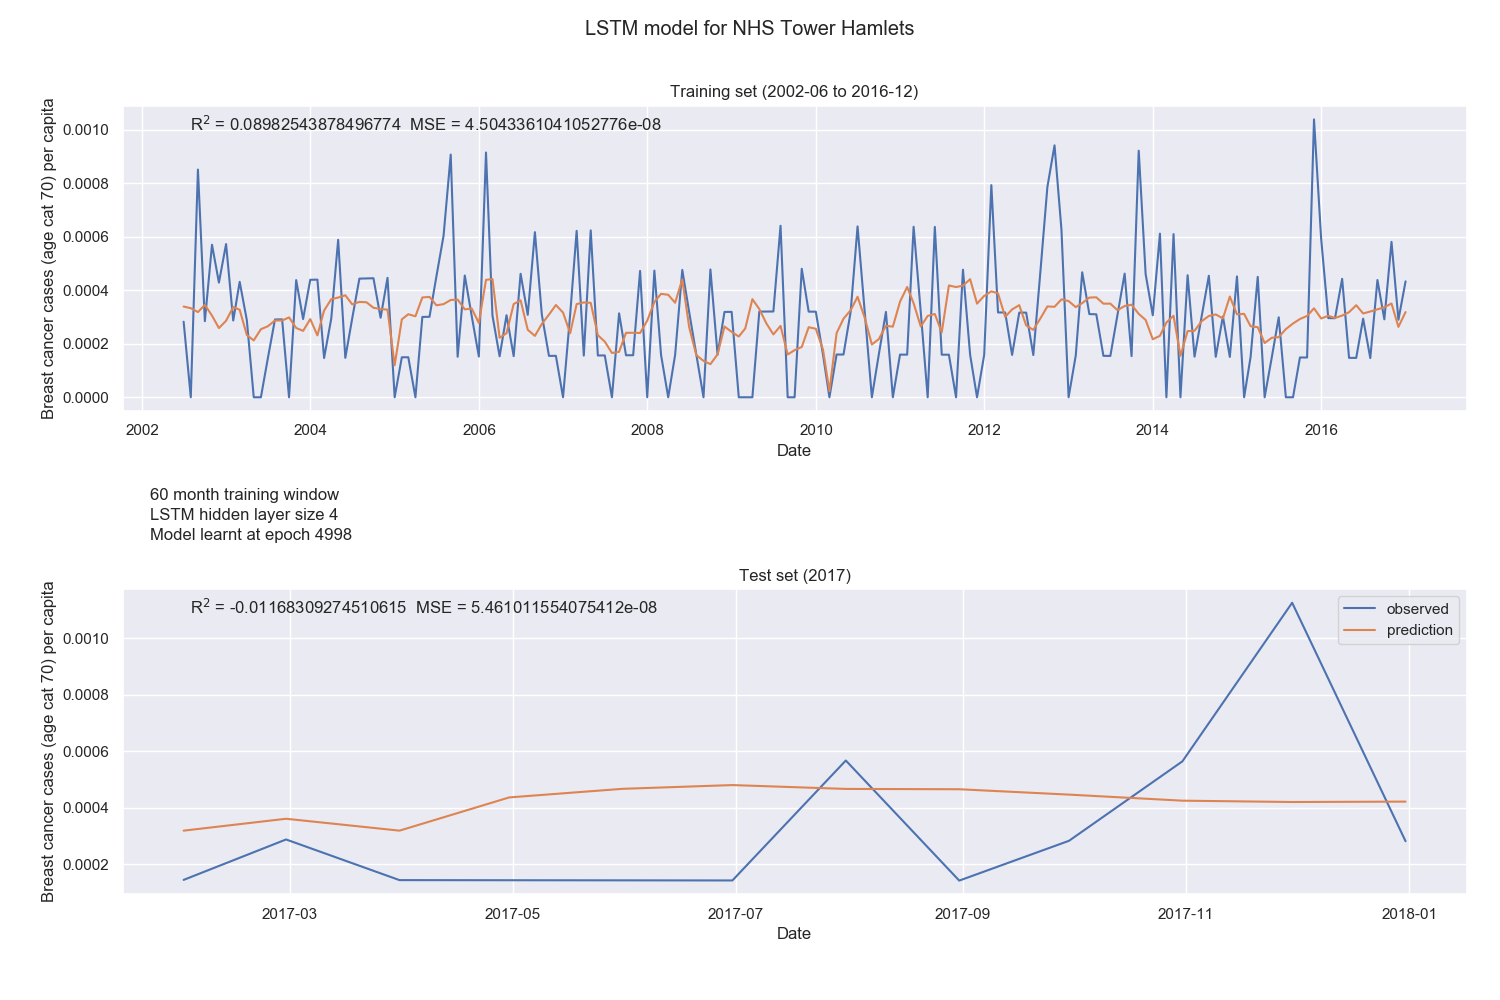 LSTM model for NHS Tower Hamlets
Training set (2002-06 to 2016-12)
R² = 0.08982543878496774 MSE = 4.5043361041052776e-08
Breast cancer cases (age cat 70) per capita
0.0010
0.0008
0.0006
0.0004
0.0002
0.0000
2002 2004 2006 2008 2010 2012 2014 2016
Date
60 month training window
LSTM hidden layer size 4
Model learnt at epoch 4998
Test set (2017)
R² = -0.01168309274510615 MSE = 5.461011554075412e-08
observed
prediction
Breast cancer cases (age cat 70) per capita
0.0010
0.0008
0.0006
0.0004
0.0002
2017-03 2017-05 2017-07 2017-09 2017-11 2018-01
Date